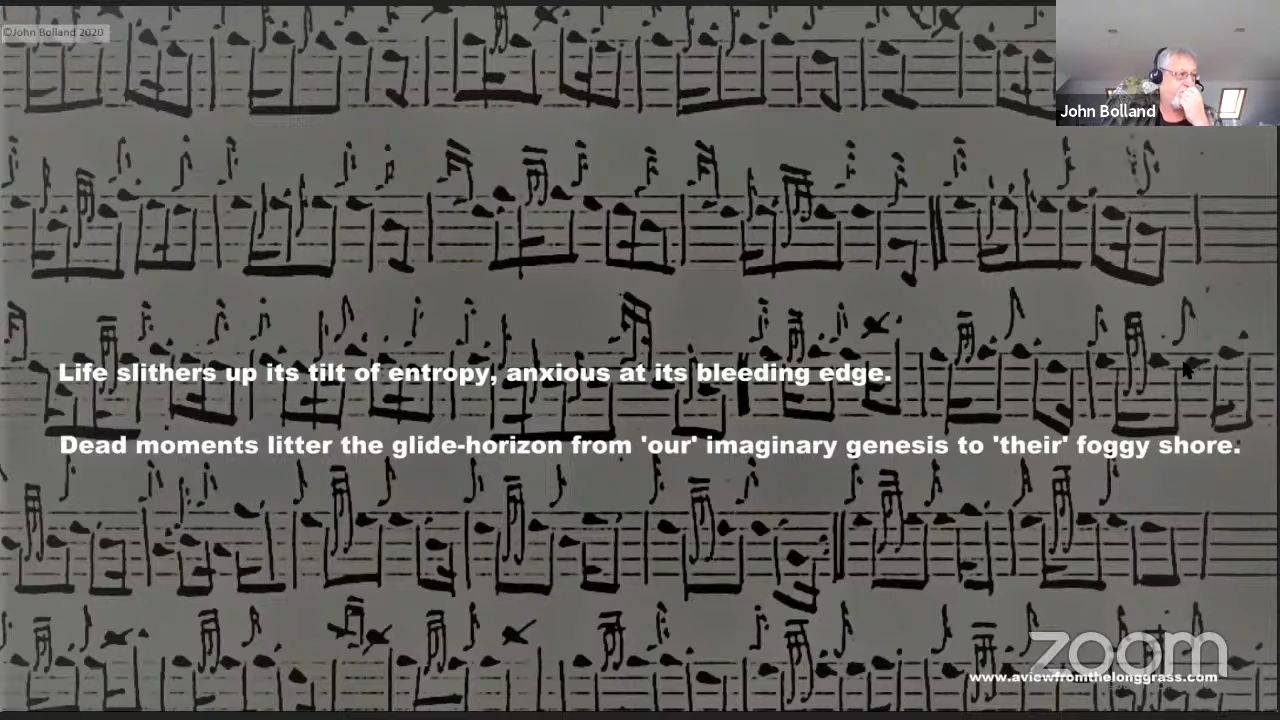 ©John Bolland 2020
John Bolland
Life slithers up its tilt of entropy, anxious at its bleeding edge.
Dead moments litter the glide-horizon from 'our' imaginary genesis to 'their' foggy shore.
zoom
www.aviewfromthelonggrass.com